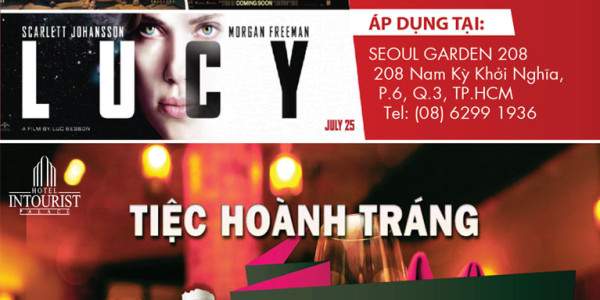 SCARLETT JOHANSSON MORGAN FREEMAN
LUCY
A FILM BY LUC BESSON
JULY 25
ÁP DỤNG TẠI:
SEOUL GARDEN 208
208 Nam Kỳ Khởi Nghĩa,
P.6, Q.3, TP.HCM
Tel: (08) 6299 1936
HOTEL
INTOURIST
PALACE
TIỆC HOÀNH TRÁNG